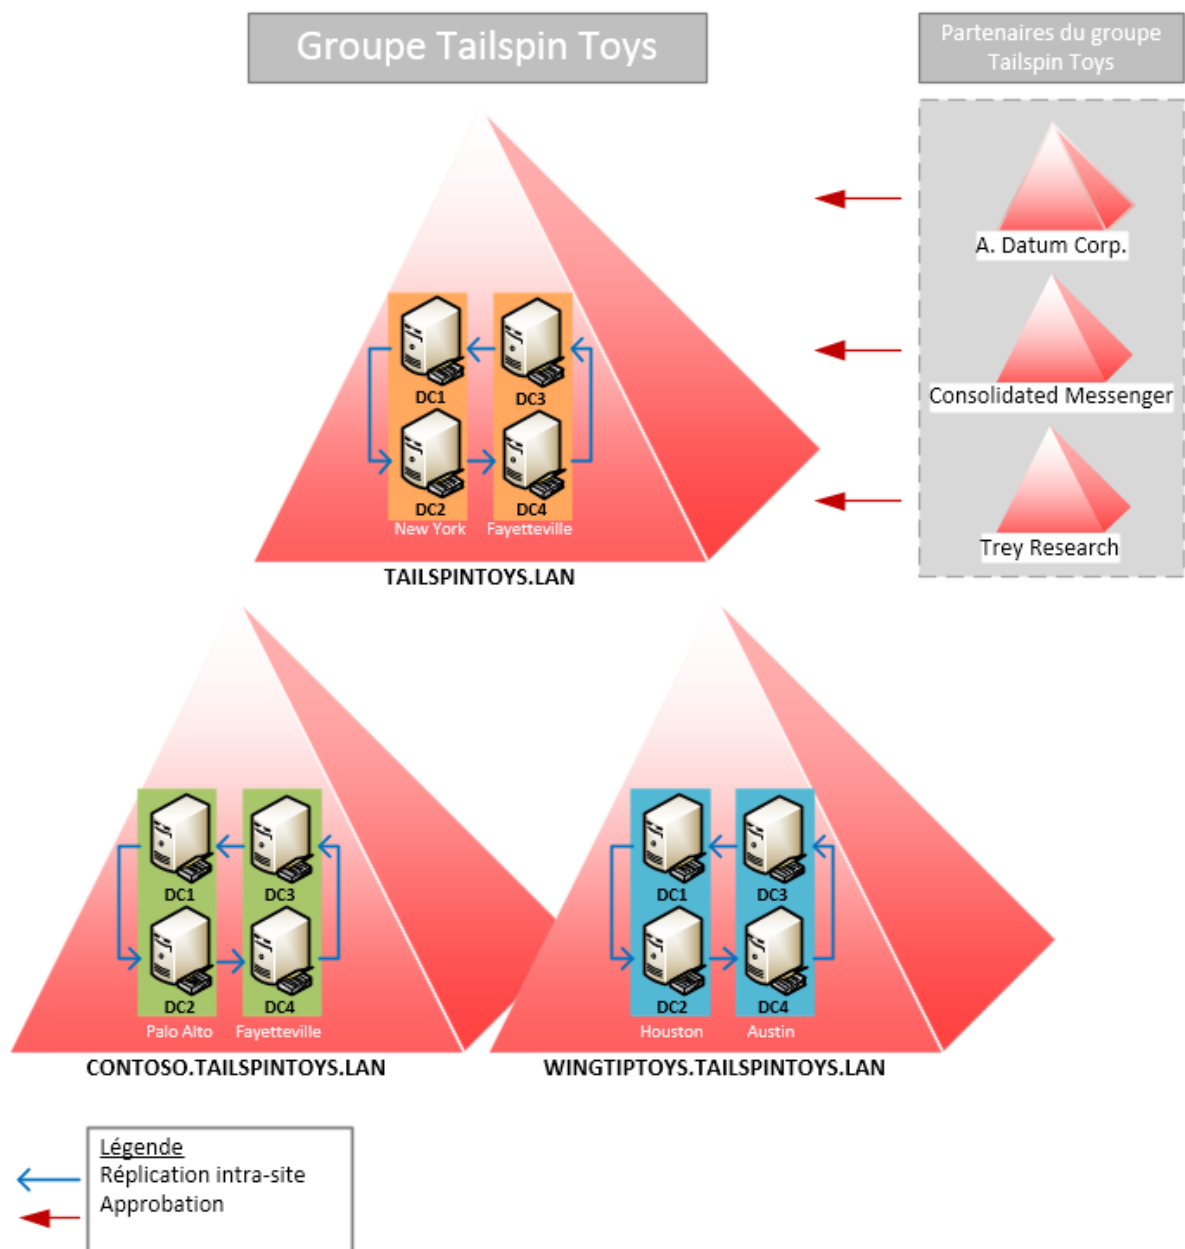 Groupe Tailspin Toys
Partenaires du groupe
Tailspin Toys
A. Datum Corp.
Consolidated Messenger
Trey Research
DC1
DC3
DC2
DC4
New York
Fayetteville
TAILSPINTOYS.LAN
DC1
DC3
DC2
DC4
Palo Alto
Fayetteville
CONTOSO.TAILSPINTOYS.LAN
DC1
DC3
DC2
DC4
Houston
Austin
WINGTIPTOYS.TAILSPINTOYS.LAN
Légende
Réplication intra-site
Approbation